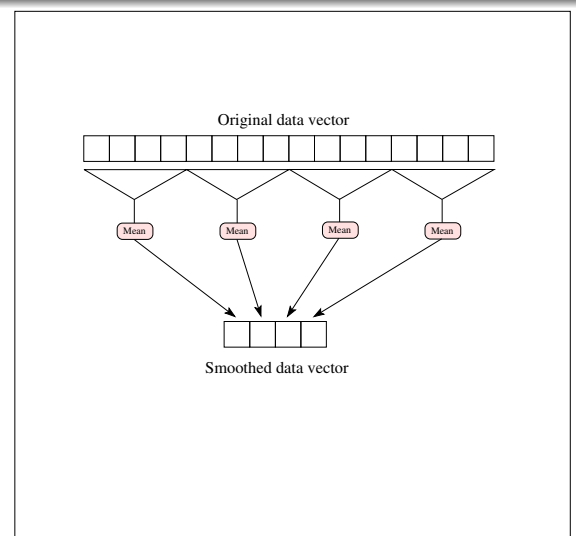 Original data vector
Mean
Mean
Mean
Mean
Smoothed data vector